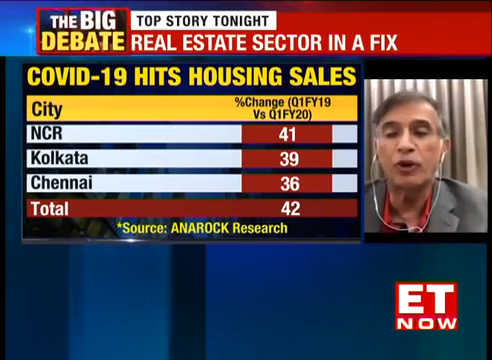 THE BIG
DEBATE
TOP STORY TONIGHT
REAL ESTATE SECTOR IN A FIX
COVID-19 HITS HOUSING SALES
City %Change (Q1FY19
Vs Q1FY20)
NCR 41
Kolkata 39
Chennai 36
Total 42
*Source: ANAROCK Research
ET
NOW